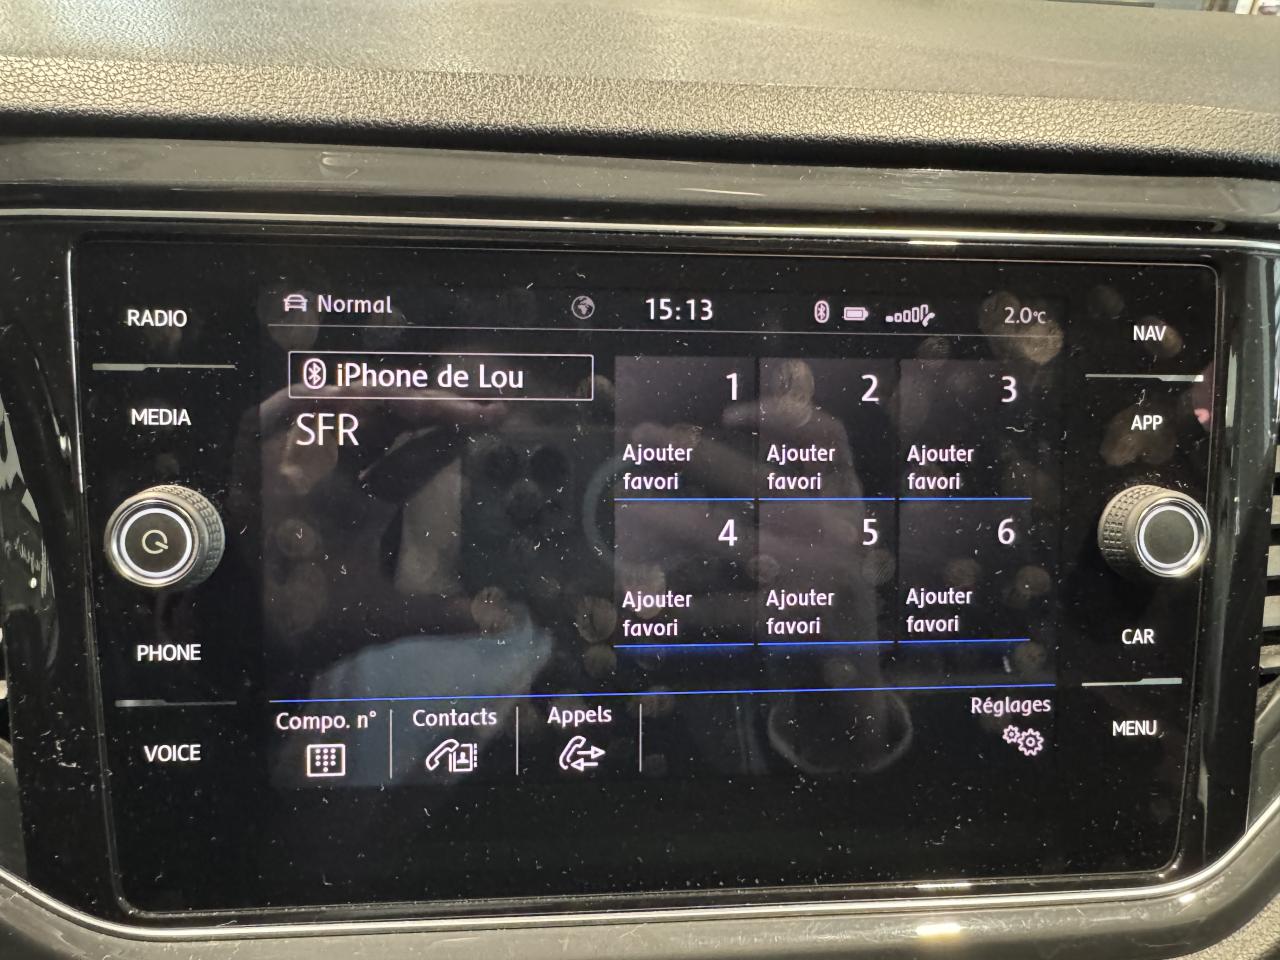 RADIO
MEDIA
PHONE
VOICE
Normal
15:13
2.0°C
iPhone de Lou
SFR
1
Ajouter
favori
2
Ajouter
favori
3
Ajouter
favori
4
Ajouter
favori
5
Ajouter
favori
6
Ajouter
favori
Compo. n°
Contacts
Appels
Réglages
NAV
APP
CAR
MENU